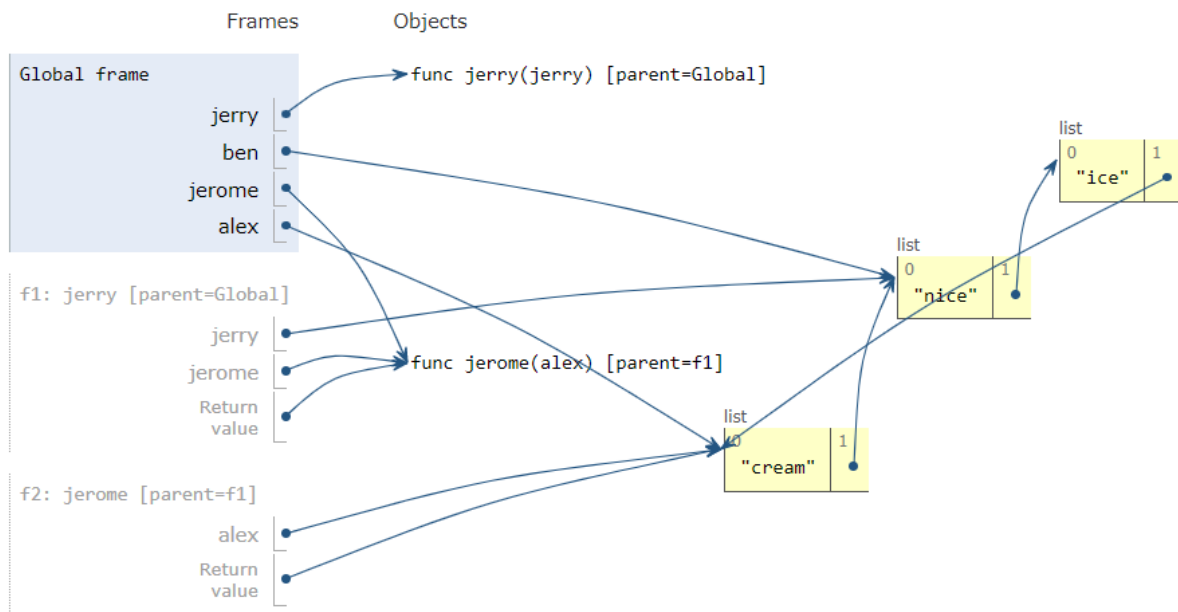 Frames Objects
Global frame
func jerry(jerry) [parent=Global]
jerry
list
0 1
ben
"ice"
jerome
alex
list
0 1
f1: jerry [parent=Global]
"nice"
jerry
func jerome(alex) [parent=f1]
jerome
Return
value
list
0 1
"cream"
f2: jerome [parent=f1]
alex
Return
value